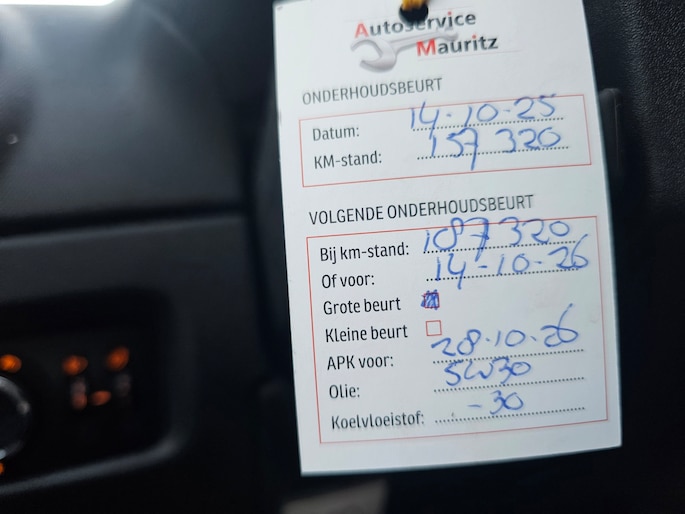 Autoservice
Mauritz
ONDERHOUDSBEURT
Datum: 14-10-25
KM-stand: 157 320
VOLGENDE ONDERHOUDSBEURT
Bij km-stand: 187 320
Of voor: 14-10-26
Grote beurt
Kleine beurt
APK voor: 28-10-26
Olie: 5W30
Koelvloeistof: -30